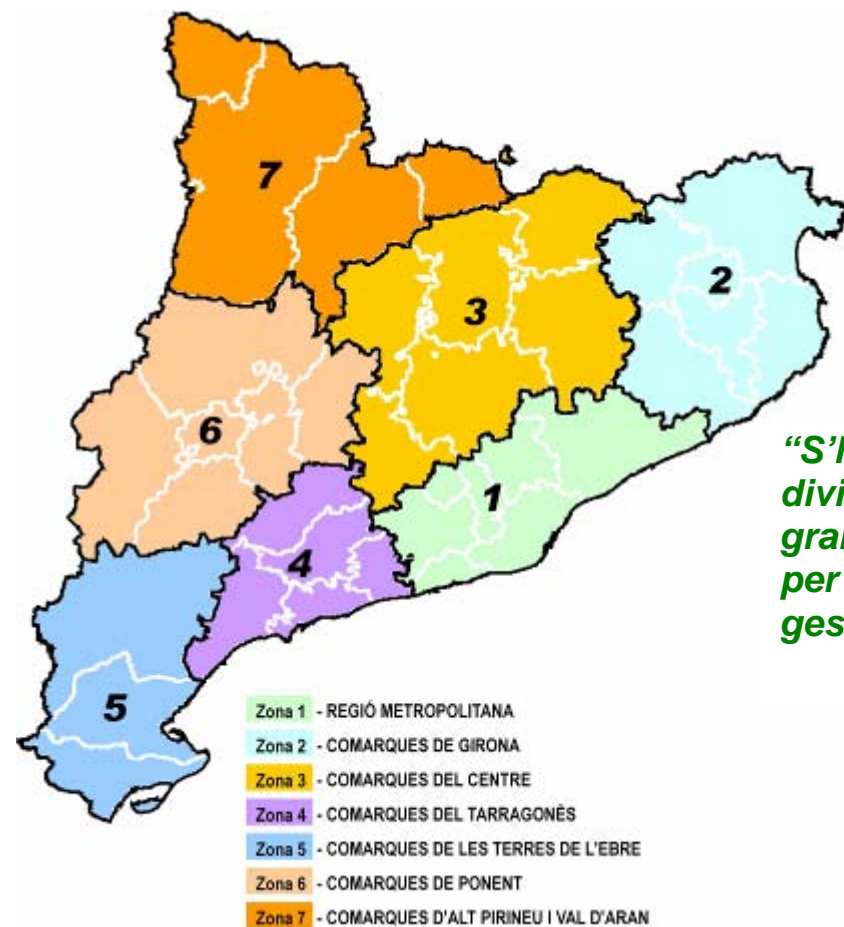 7
2
3
6
1
4
5
“S’
divi
gra
per
ges
Zona 1 - REGIÓ METROPOLITANA
Zona 2 - COMARQUES DE GIRONA
Zona 3 - COMARQUES DEL CENTRE
Zona 4 - COMARQUES DEL TARRAGONÈS
Zona 5 - COMARQUES DE LES TERRES DE L'EBRE
Zona 6 - COMARQUES DE PONENT
Zona 7 - COMARQUES D'ALT PIRINEU I VAL D'ARAN